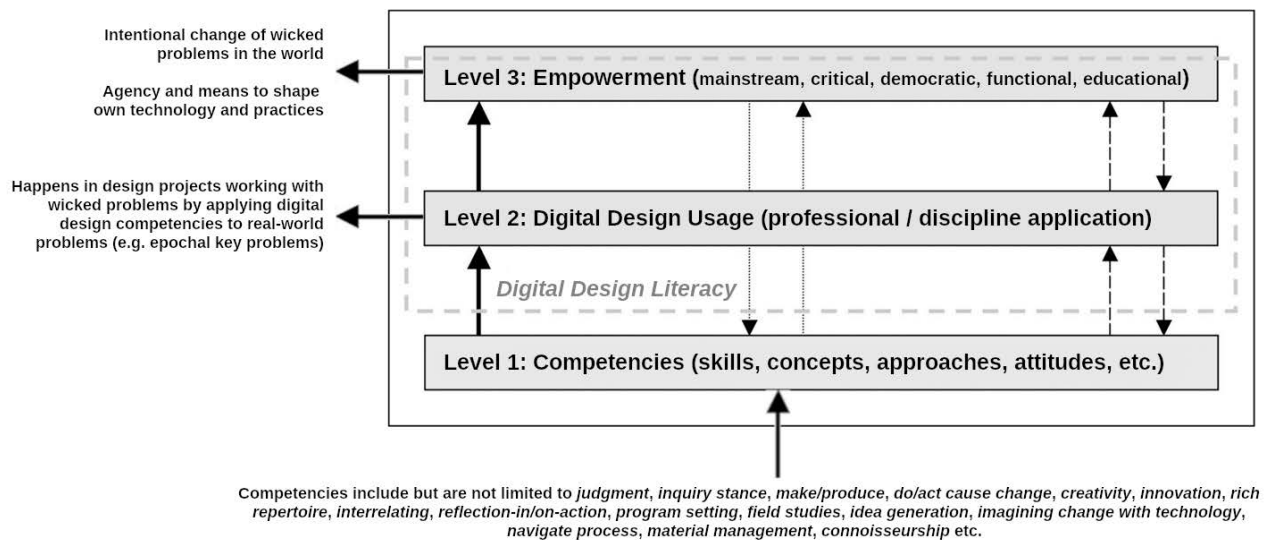 Intentional change of wicked
problems in the world
Agency and means to shape
own technology and practices
Level 3: Empowerment (mainstream, critical, democratic, functional, educational)
Happens in design projects working with
wicked problems by applying digital
design competencies to real-world
problems (e.g. epochal key problems)
Level 2: Digital Design Usage (professional / discipline application)
Digital Design Literacy
Level 1: Competencies (skills, concepts, approaches, attitudes, etc.)
Competencies include but are not limited to judgment, inquiry stance, make/produce, do/act cause change, creativity, innovation, rich
repertoire, interrelating, reflection-in/on-action, program setting, field studies, idea generation, imagining change with technology,
navigate process, material management, connoisseurship etc.